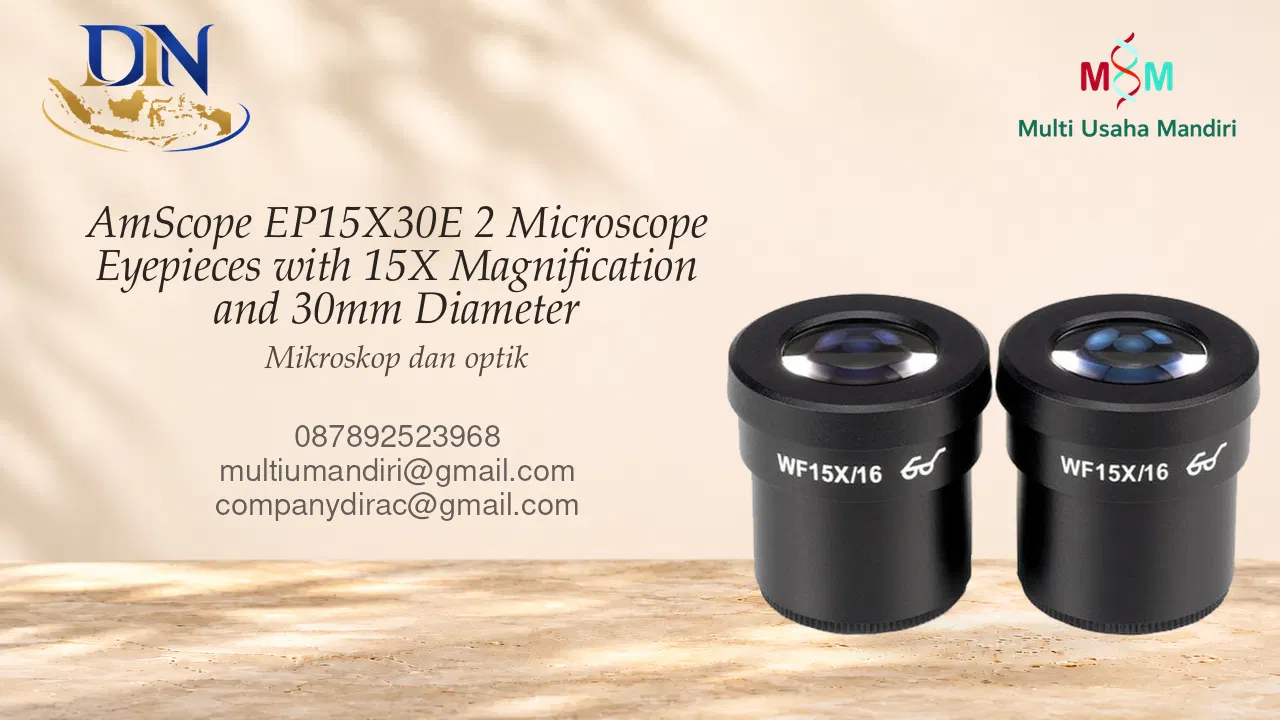 DIN
M M
Multi Usaha Mandiri
AmScope EP15X30E 2 Microscope
Eyepieces with 15X Magnification
and 30mm Diameter
Mikroskop dan optik
087892523968
multiumandiri@gmail.com
companydirac@gmail.com
WF15X/16
WF15X/16